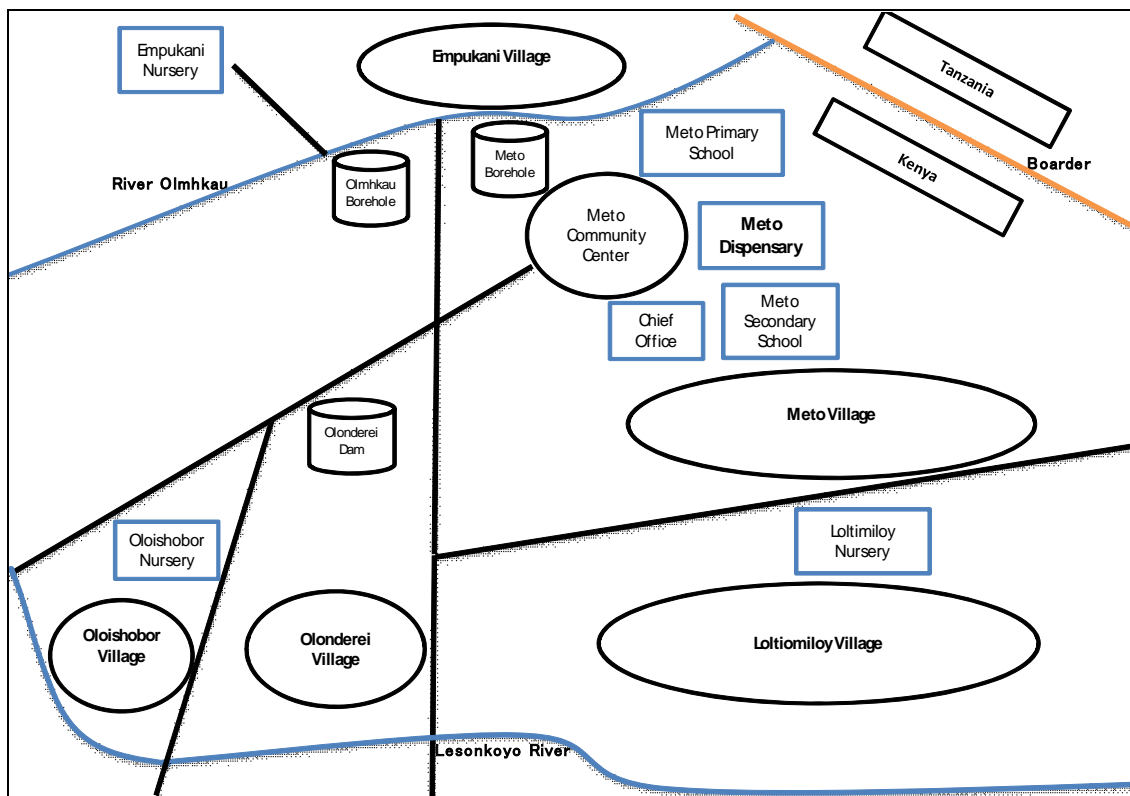 Empukani
Nursery
Empukani Village
Tanzania
Kenya
Boarder
Meto Primary
School
Meto
Borehole
Olmhkau
Borehole
River Olmhkau
Meto
Community
Center
Meto
Dispensary
Chief
Office
Meto
Secondary
School
Meto Village
Olonderei
Dam
Oloishobor
Nursery
Loltimiloy
Nursery
Oloishobor
Village
Olonderei
Village
Loltiomiloy Village
Lesonkoyo River